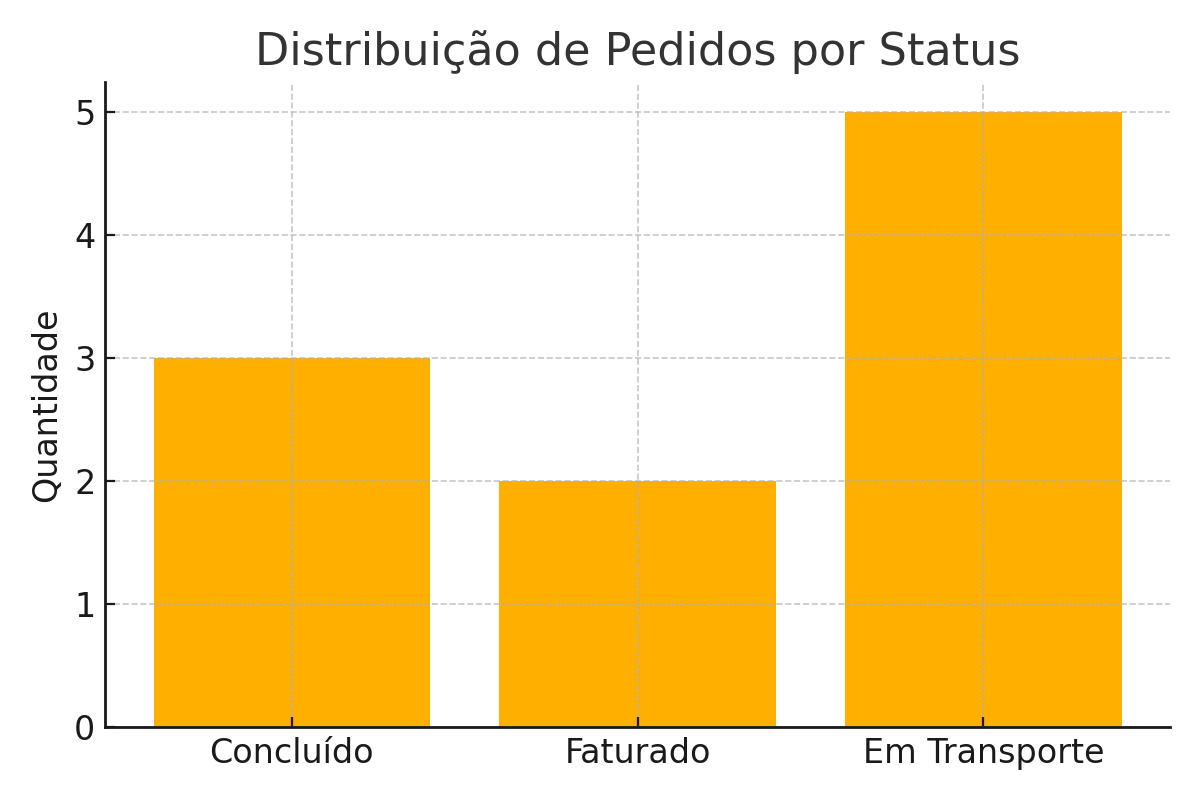 Distribuição de Pedidos por Status
Quantidade
5
4
3
2
1
0
Concluído
Faturado
Em Transporte